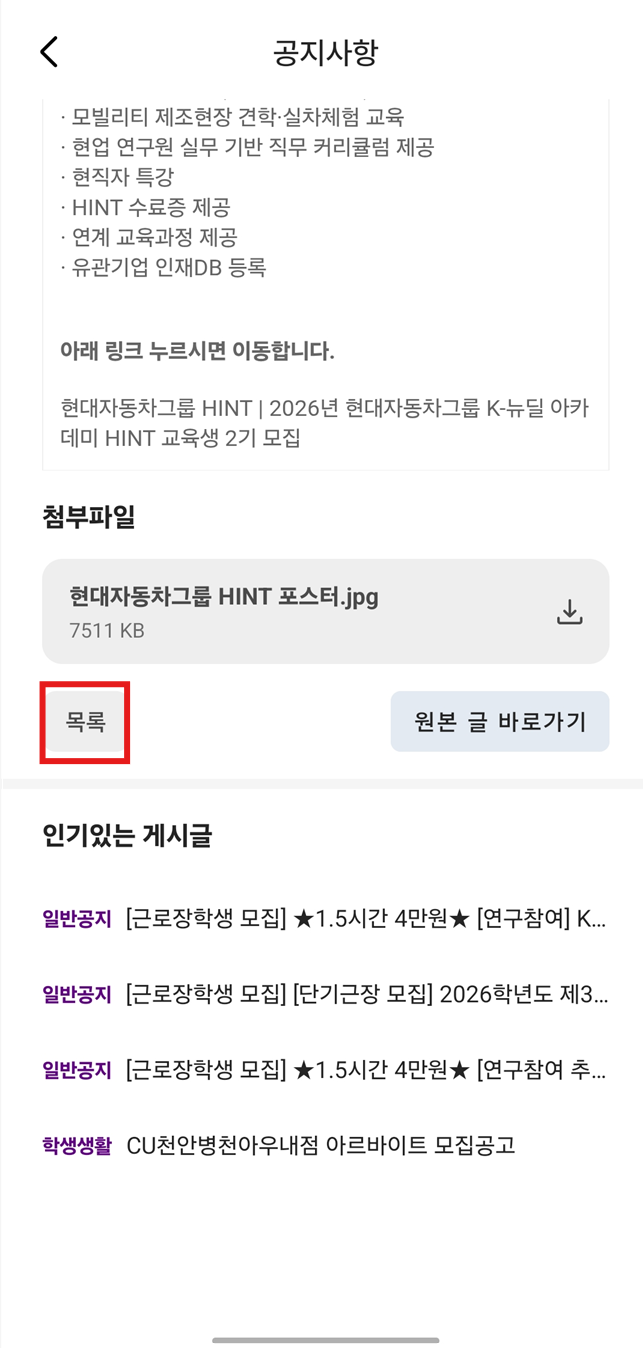 공지사항
· 모빌리티 제조현장 견학·실차체험 교육
· 현업 연구원 실무 기반 직무 커리큘럼 제공
· 현직자 특강
· HINT 수료증 제공
· 연계 교육과정 제공
· 유관기업 인재DB 등록
아래 링크 누르시면 이동합니다.
현대자동차그룹 HINT | 2026년 현대자동차그룹 K-뉴딜 아카
데미 HINT 교육생 2기 모집
첨부파일
현대자동차그룹 HINT 포스터.jpg
7511 KB
목록
원본 글 바로가기
인기있는 게시글
일반공지 [근로장학생 모집] ★1.5시간 4만원★ [연구참여] K...
일반공지 [근로장학생 모집] [단기근장 모집] 2026학년도 제3...
일반공지 [근로장학생 모집] ★1.5시간 4만원★ [연구참여 추...
학생생활 CU천안병천아우내점 아르바이트 모집공고